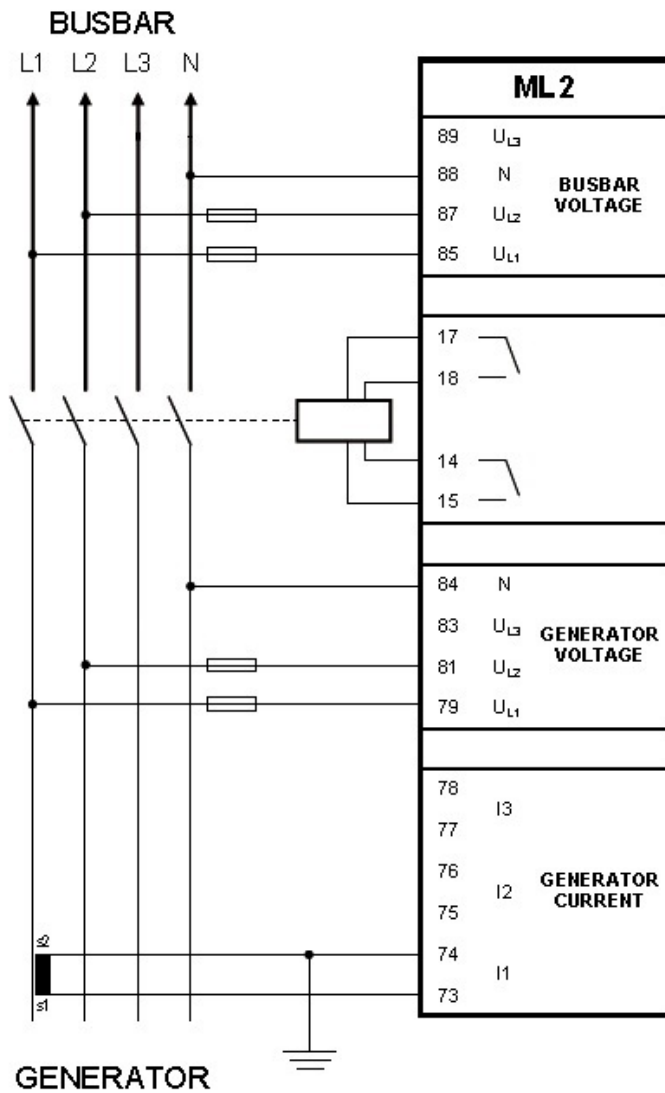 BUSBAR
L1 L2 L3 N
ML2
89 UL3
88 N
BUSBAR
VOLTAGE
87 UL2
85 UL1
17
18
14
15
84 N
83 UL3
GENERATOR
VOLTAGE
81 UL2
79 UL1
78
I3
77
76
I2
GENERATOR
CURRENT
75
s2
74
I1
73
s1
GENERATOR